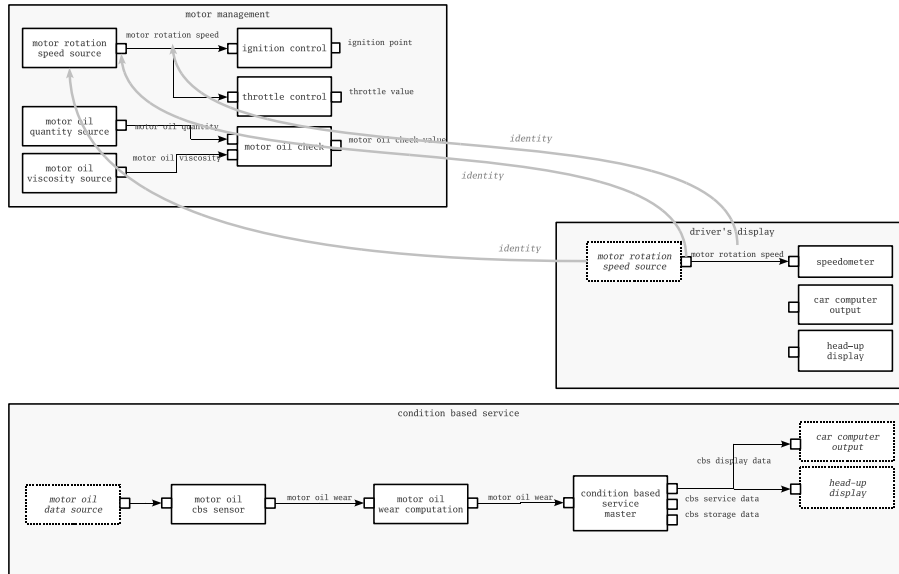 motor management
motor rotation
speed source
motor rotation speed
ignition control
ignition point
throttle control
throttle value
motor oil
quantity source
motor oil quantity
motor oil check
motor oil check value
motor oil viscosity
motor oil
viscosity source
identity
identity
identity
driver's display
motor rotation
speed source
motor rotation speed
speedometer
car computer
output
head-up
display
condition based service
car computer
output
cbs display data
head-up
display
motor oil
data source
motor oil
cbs sensor
motor oil wear
motor oil
wear computation
motor oil wear
condition based
service
master
cbs service data
cbs storage data